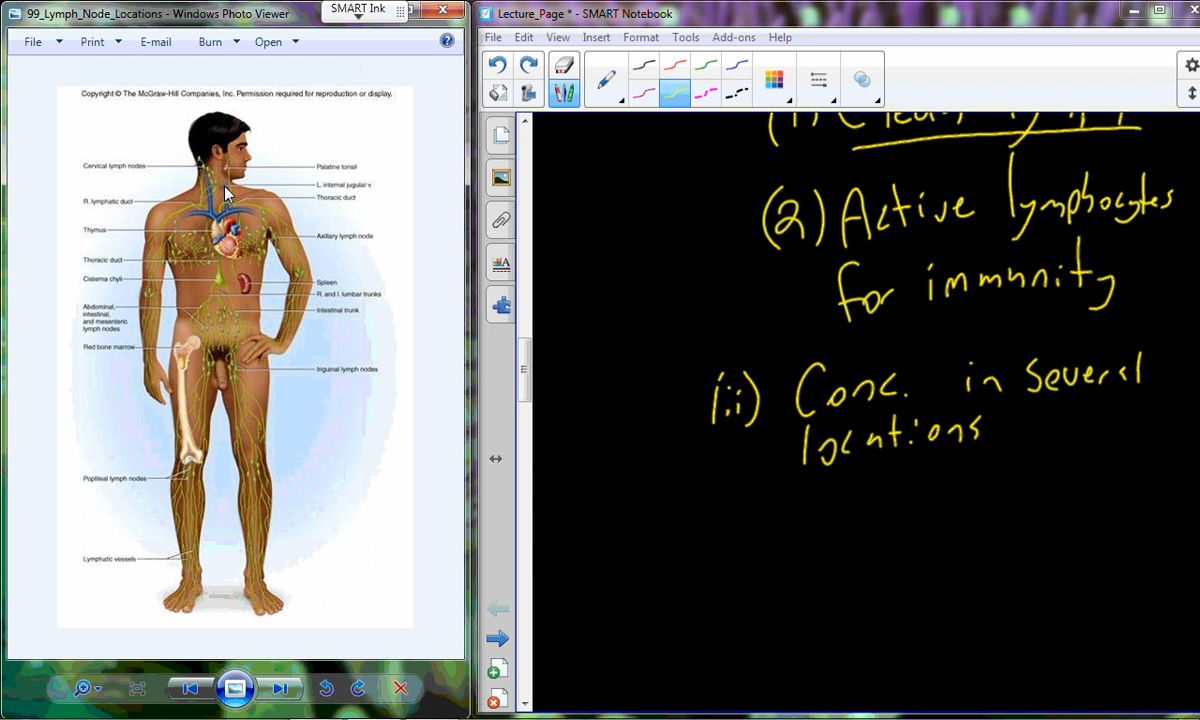 99_Lymph_Node_Locations - Windows Photo Viewer
SMART Ink
File Print E-mail Burn Open
Copyright © The McGraw-Hill Companies, Inc. Permission required for reproduction or display.
Cervical lymph nodes
R. lymphatic duct
Thymus
Thoracic duct
Cisterna chyli
Abdominal,
intestinal,
and mesenteric
lymph nodes
Red bone marrow
Popliteal lymph nodes
Lymphatic vessels
Palatine tonsil
L. internal jugular v.
Thoracic duct
Axillary lymph node
Spleen
R. and l. lumbar trunks
Intestinal trunk
Inguinal lymph nodes
Lecture_Page * - SMART Notebook
File Edit View Insert Format Tools Add-ons Help
(2) Active lymphocytes
for immunity
(ii) Conc. in several
locations